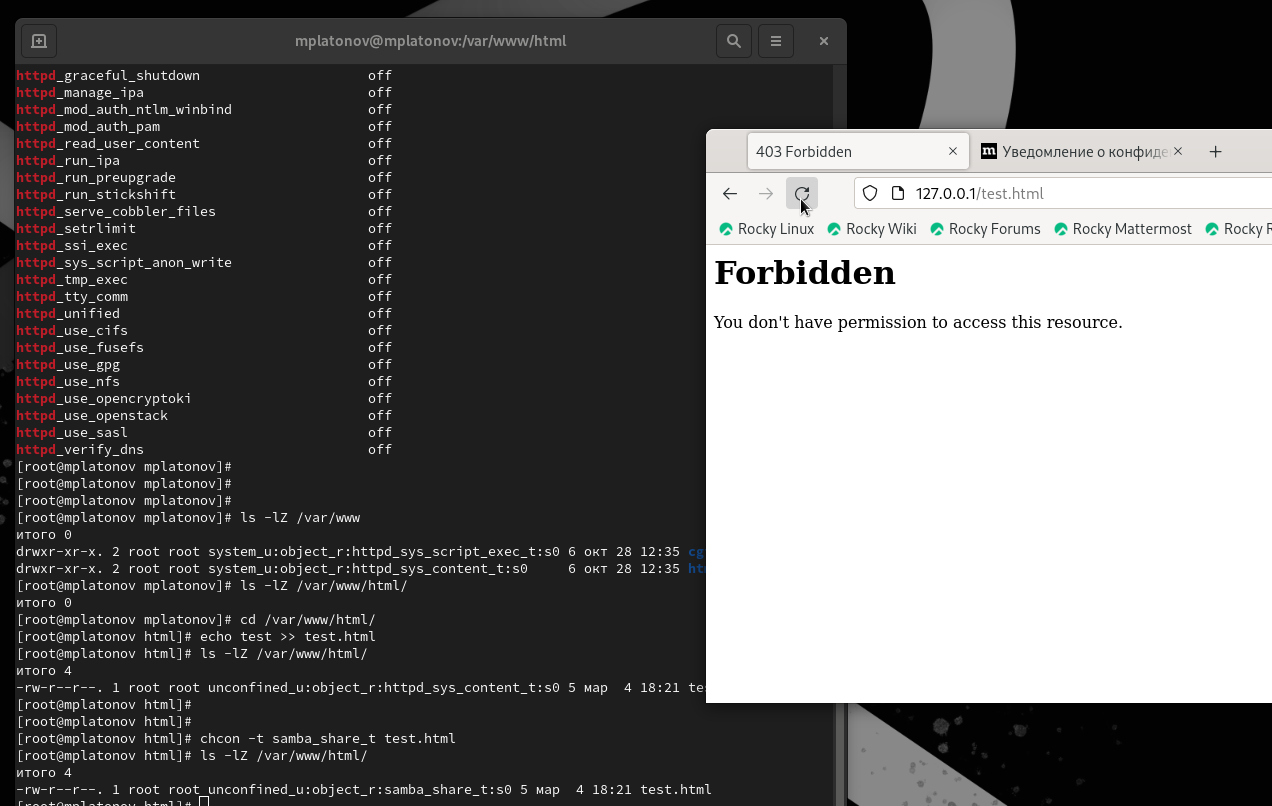 mplatonov@mplatonov:/var/www/html
httpd_graceful_shutdown off
httpd_manage_ipa off
httpd_mod_auth_ntlm_winbind off
httpd_mod_auth_pam off
httpd_read_user_content off
httpd_run_ipa off
httpd_run_preupgrade off
httpd_run_stickshift off
httpd_serve_cobbler_files off
httpd_setrlimit off
httpd_ssi_exec off
httpd_sys_script_anon_write off
httpd_tmp_exec off
httpd_tty_comm off
httpd_unified off
httpd_use_cifs off
httpd_use_fusefs off
httpd_use_gpg off
httpd_use_nfs off
httpd_use_opencryptoki off
httpd_use_openstack off
httpd_use_sasl off
httpd_verify_dns off
[root@mplatonov mplatonov]#
[root@mplatonov mplatonov]#
[root@mplatonov mplatonov]#
[root@mplatonov mplatonov]# ls -lZ /var/www
итого 0
drwxr-xr-x. 2 root root system_u:object_r:httpd_sys_script_exec_t:s0 6 окт 28 12:35 cg
drwxr-xr-x. 2 root root system_u:object_r:httpd_sys_content_t:s0 6 окт 28 12:35 ht
[root@mplatonov mplatonov]# ls -lZ /var/www/html/
итого 0
[root@mplatonov mplatonov]# cd /var/www/html/
[root@mplatonov html]# echo test >> test.html
[root@mplatonov html]# ls -lZ /var/www/html/
итого 4
-rw-r--r--. 1 root root unconfined_u:object_r:httpd_sys_content_t:s0 5 мар 4 18:21 te
[root@mplatonov html]#
[root@mplatonov html]#
[root@mplatonov html]# chcon -t samba_share_t test.html
[root@mplatonov html]# ls -lZ /var/www/html/
итого 4
-rw-r--r--. 1 root root unconfined_u:object_r:samba_share_t:s0 5 мар 4 18:21 test.html
[root@mplatonov html]#
403 Forbidden
m Уведомление о конфиде
127.0.0.1/test.html
Rocky Linux Rocky Wiki Rocky Forums Rocky Mattermost Rocky R
Forbidden
You don't have permission to access this resource.